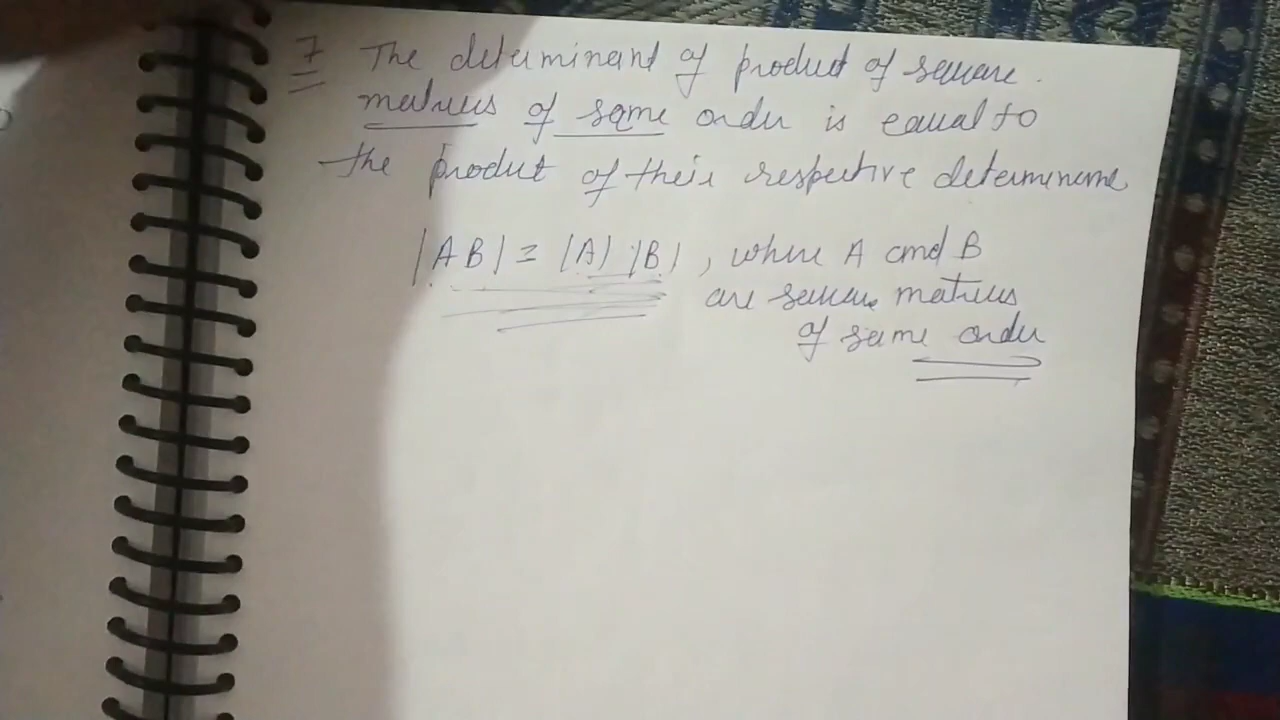 7 The determinant of product of square
matrices of same order is equal to
the product of their respective determinant
|AB| = |A| |B|, where A and B
are square matrices
of same order